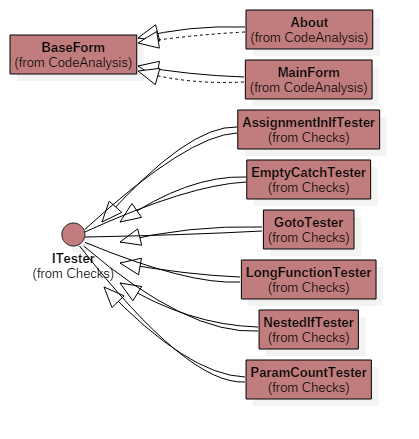 About
(from CodeAnalysis)
BaseForm
(from CodeAnalysis)
MainForm
(from CodeAnalysis)
AssignmentInIfTester
(from Checks)
EmptyCatchTester
(from Checks)
GotoTester
(from Checks)
ITester
(from Checks)
LongFunctionTester
(from Checks)
NestedIfTester
(from Checks)
ParamCountTester
(from Checks)